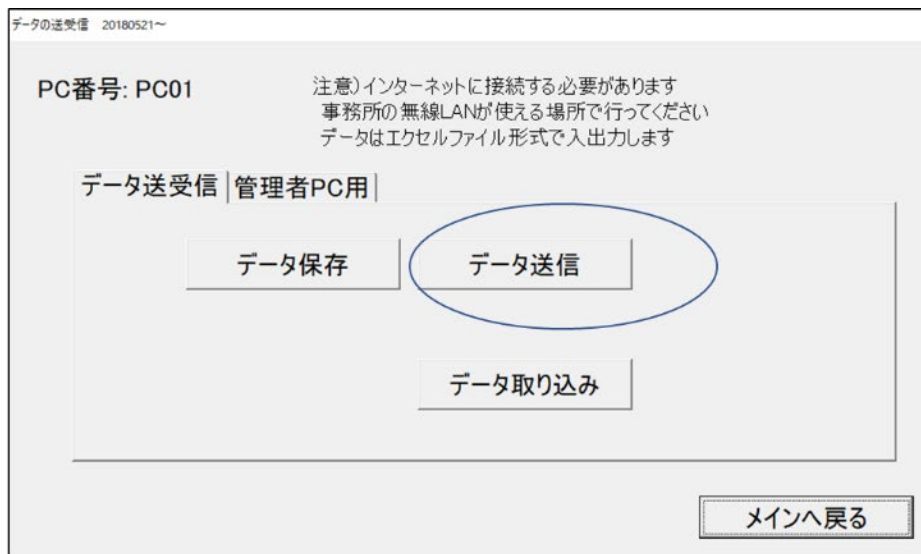 データの送受信 20180521~
PC番号: PC01
注意)インターネットに接続する必要があります
事務所の無線LANが使える場所で行ってください
データはエクセルファイル形式で入出力します
データ送受信 管理者PC用
データ保存 データ送信
データ取り込み
メインへ戻る